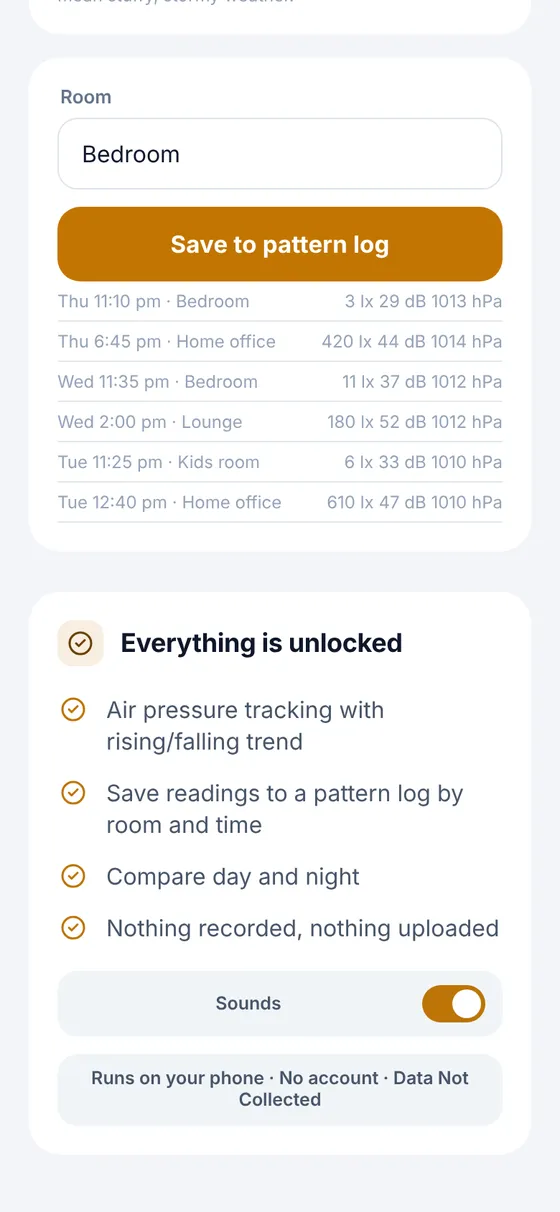 Room
Bedroom
Save to pattern log
Thu 11:10 pm · Bedroom 3 lx 29 dB 1013 hPa
Thu 6:45 pm · Home office 420 lx 44 dB 1014 hPa
Wed 11:35 pm · Bedroom 11 lx 37 dB 1012 hPa
Wed 2:00 pm · Lounge 180 lx 52 dB 1012 hPa
Tue 11:25 pm · Kids room 6 lx 33 dB 1010 hPa
Tue 12:40 pm · Home office 610 lx 47 dB 1010 hPa
Everything is unlocked
Air pressure tracking with
rising/falling trend
Save readings to a pattern log by
room and time
Compare day and night
Nothing recorded, nothing uploaded
Sounds
Runs on your phone · No account · Data Not
Collected